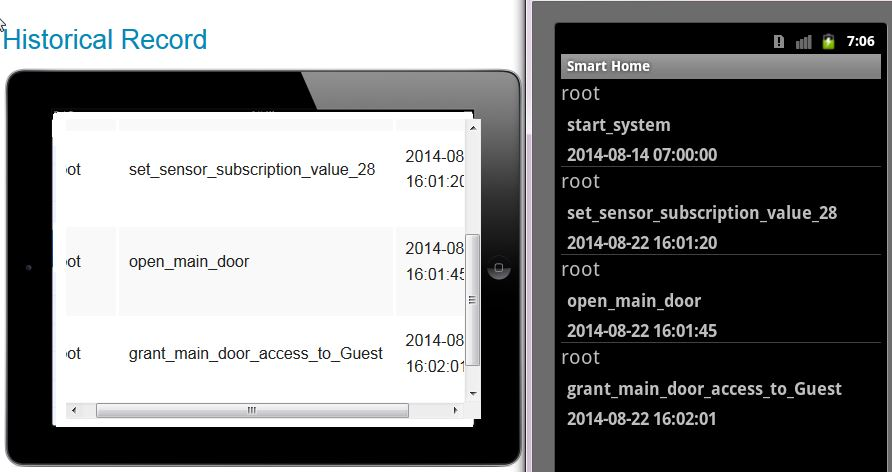 Historical Record
oot
set_sensor_subscription_value_28
2014-08
16:01:20
oot
open_main_door
2014-08
16:01:45
oot
grant_main_door_access_to_Guest
2014-08
16:02:01
7:06
Smart Home
root
start_system
2014-08-14 07:00:00
root
set_sensor_subscription_value_28
2014-08-22 16:01:20
root
open_main_door
2014-08-22 16:01:45
root
grant_main_door_access_to_Guest
2014-08-22 16:02:01